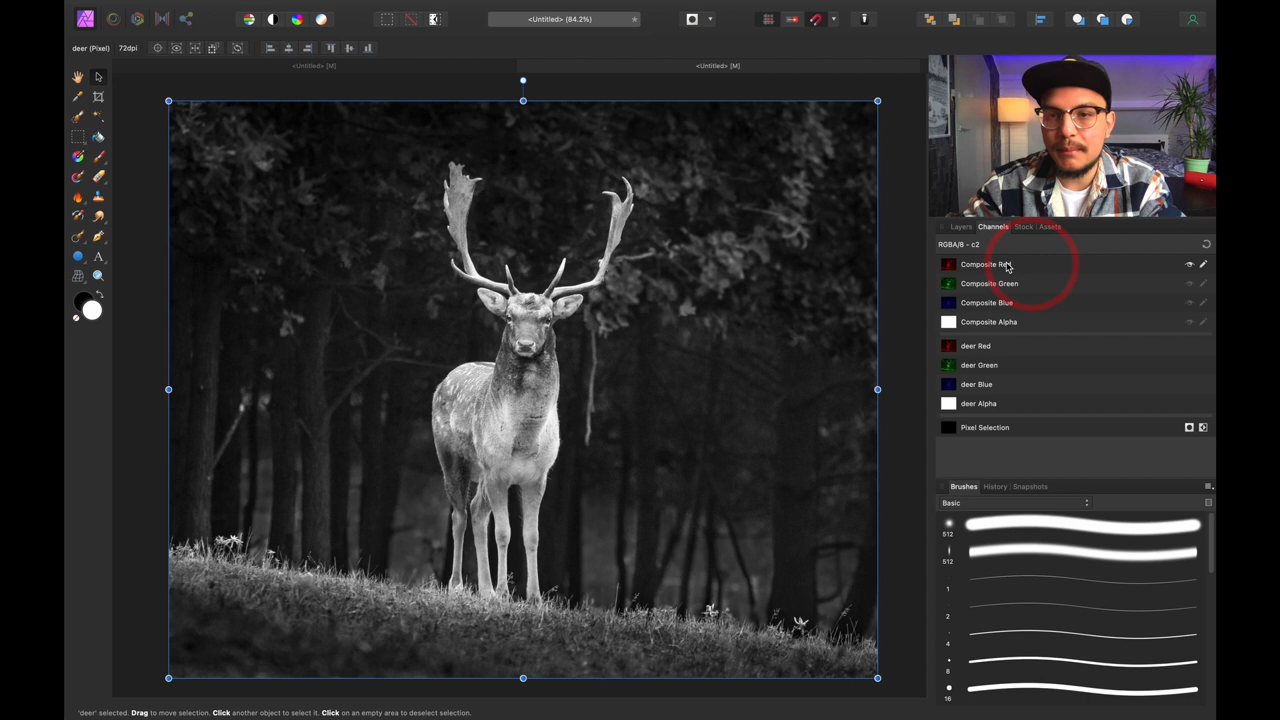 <Untitled> (84.2%)
deer (Pixel)
72dpi
<Untitled> [M]
<Untitled> [M]
Layers
Channels
Stock
Assets
RGBA/8 - c2
Composite Red
Composite Green
Composite Blue
Composite Alpha
deer Red
deer Green
deer Blue
deer Alpha
Pixel Selection
Brushes
History
Snapshots
Basic
512
512
1
2
4
8
16
'deer' selected. Drag to move selection. Click another object to select it. Click on an empty area to deselect selection.